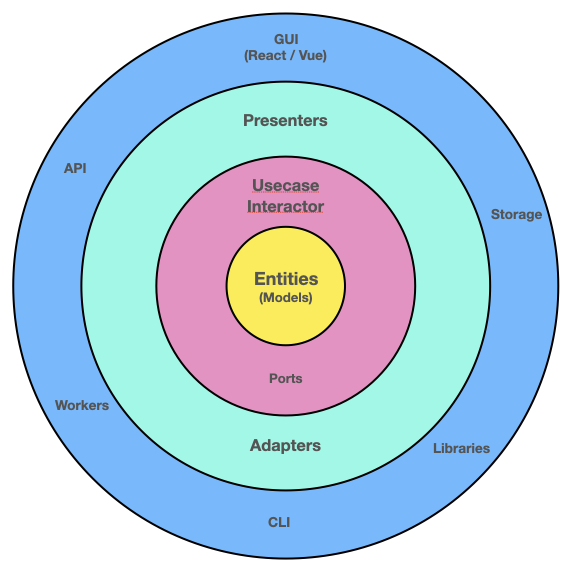 GUI
(React / Vue)
Presenters
API
Usecase
Interactor
Storage
Entities
(Models)
Ports
Workers
Adapters
Libraries
CLI